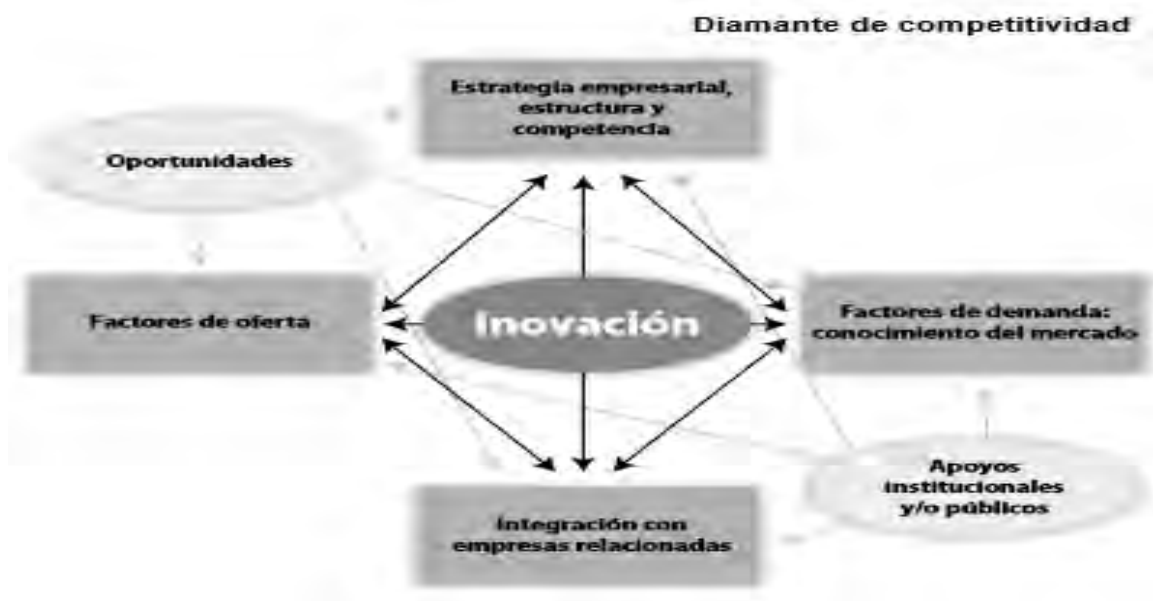 Diamante de competitividad
Estrategia empresarial,
estructura y
competencia
Oportunidades
Factores de oferta
Inovación
Factores de demanda:
conocimiento del mercado
Apoyos
institucionales
y/o públicos
Integración con
empresas relacionadas